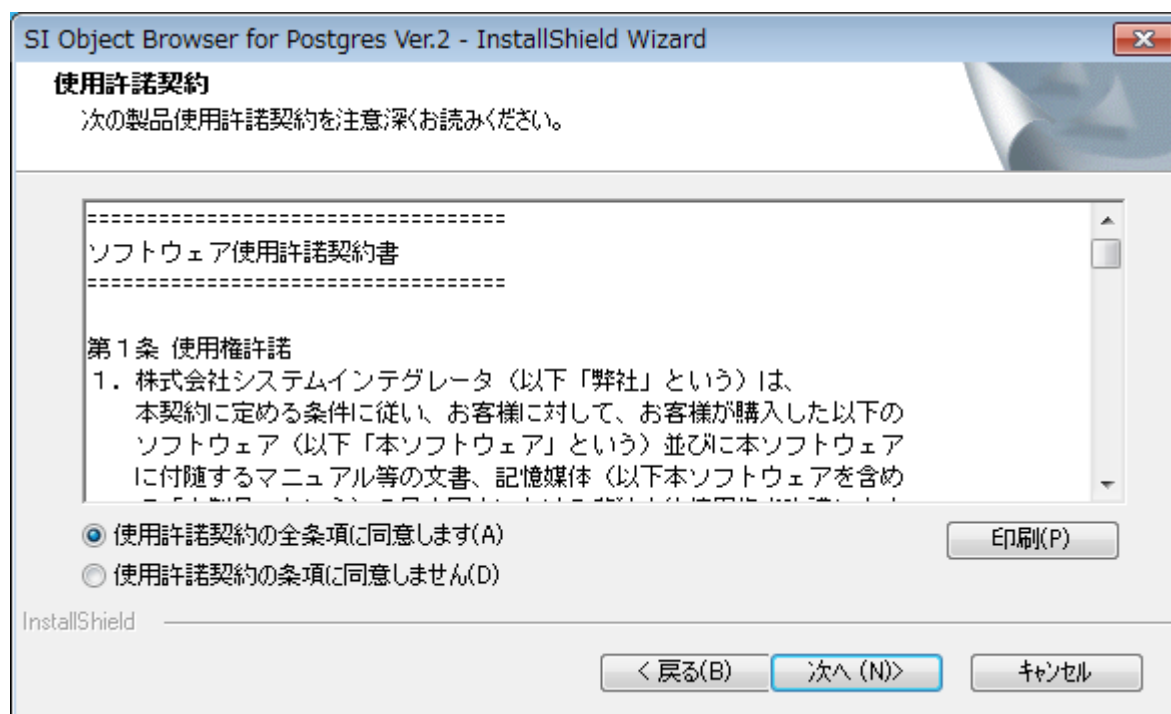 SI Object Browser for Postgres Ver.2 - InstallShield Wizard
使用許諾契約
次の製品使用許諾契約を注意深くお読みください。
===================================
ソフトウェア使用許諾契約書
===================================
第１条 使用権許諾
１．株式会社システムインテグレータ（以下「弊社」という）は、
本契約に定める条件に従い、お客様に対して、お客様が購入した以下の
ソフトウェア（以下「本ソフトウェア」という）並びに本ソフトウェア
に付随するマニュアル等の文書、記憶媒体（以下本ソフトウェアを含め
使用許諾契約の全条項に同意します(A)
印刷(P)
使用許諾契約の条項に同意しません(D)
InstallShield
< 戻る(B)
次へ (N)>
キャンセル